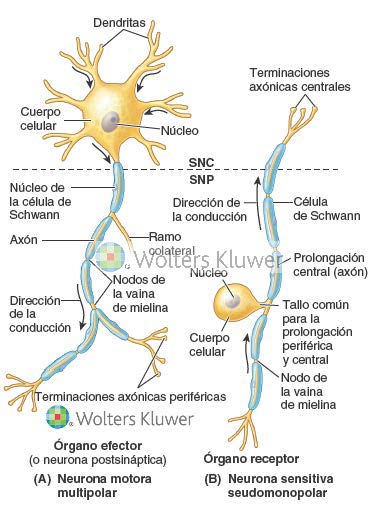 Dendritas
Cuerpo
celular
Núcleo
SNC
SNP
Núcleo de
la célula de
Schwann
Axón
Ramo
colateral
Nodos de
la vaina
de mielina
Dirección
de la
conducción
Terminaciones axónicas periféricas
Wolters Kluwer
Órgano efector
(o neurona postsináptica)
(A) Neurona motora
multipolar
Terminaciones
axónicas centrales
Dirección de
la conducción
Célula
de Schwann
Wolters Kluwer
Prolongación
central (axón)
Núcleo
Tallo común
para la
prolongación
periférica
y central
Cuerpo
celular
Nodo de
la vaina
de mielina
Órgano receptor
(B) Neurona sensitiva
seudomonopolar